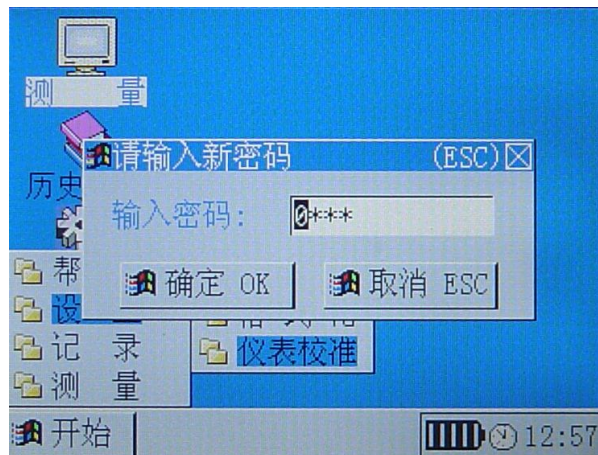 测 量
请输入新密码 (ESC)
历史
输入密码: 0***
确定 OK 取消 ESC
帮
设
记 录
仪表校准
测 量
开始 12:57